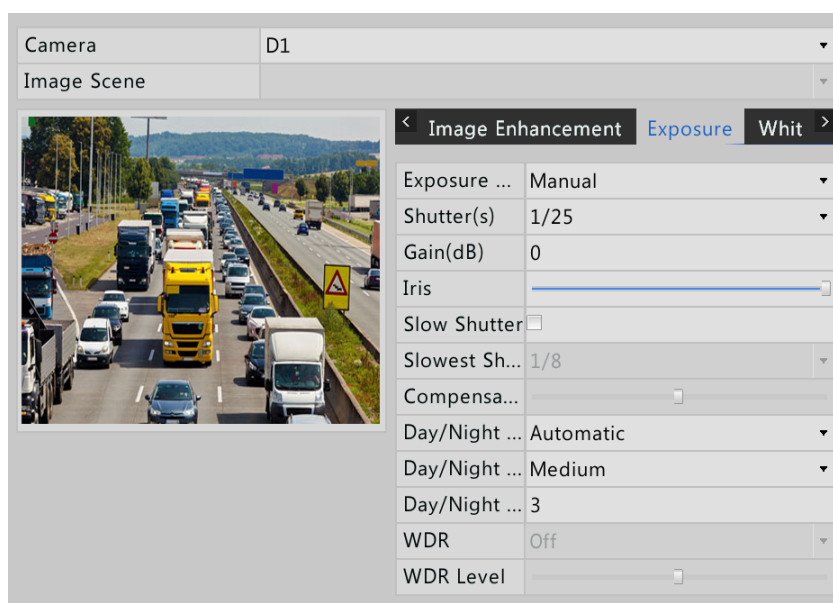 Camera D1
Image Scene
< Image Enhancement Exposure Whit >
Exposure ... Manual
Shutter(s) 1/25
Gain(dB) 0
Iris
Slow Shutter
Slowest Sh... 1/8
Compensa...
Day/Night ... Automatic
Day/Night ... Medium
Day/Night ... 3
WDR Off
WDR Level